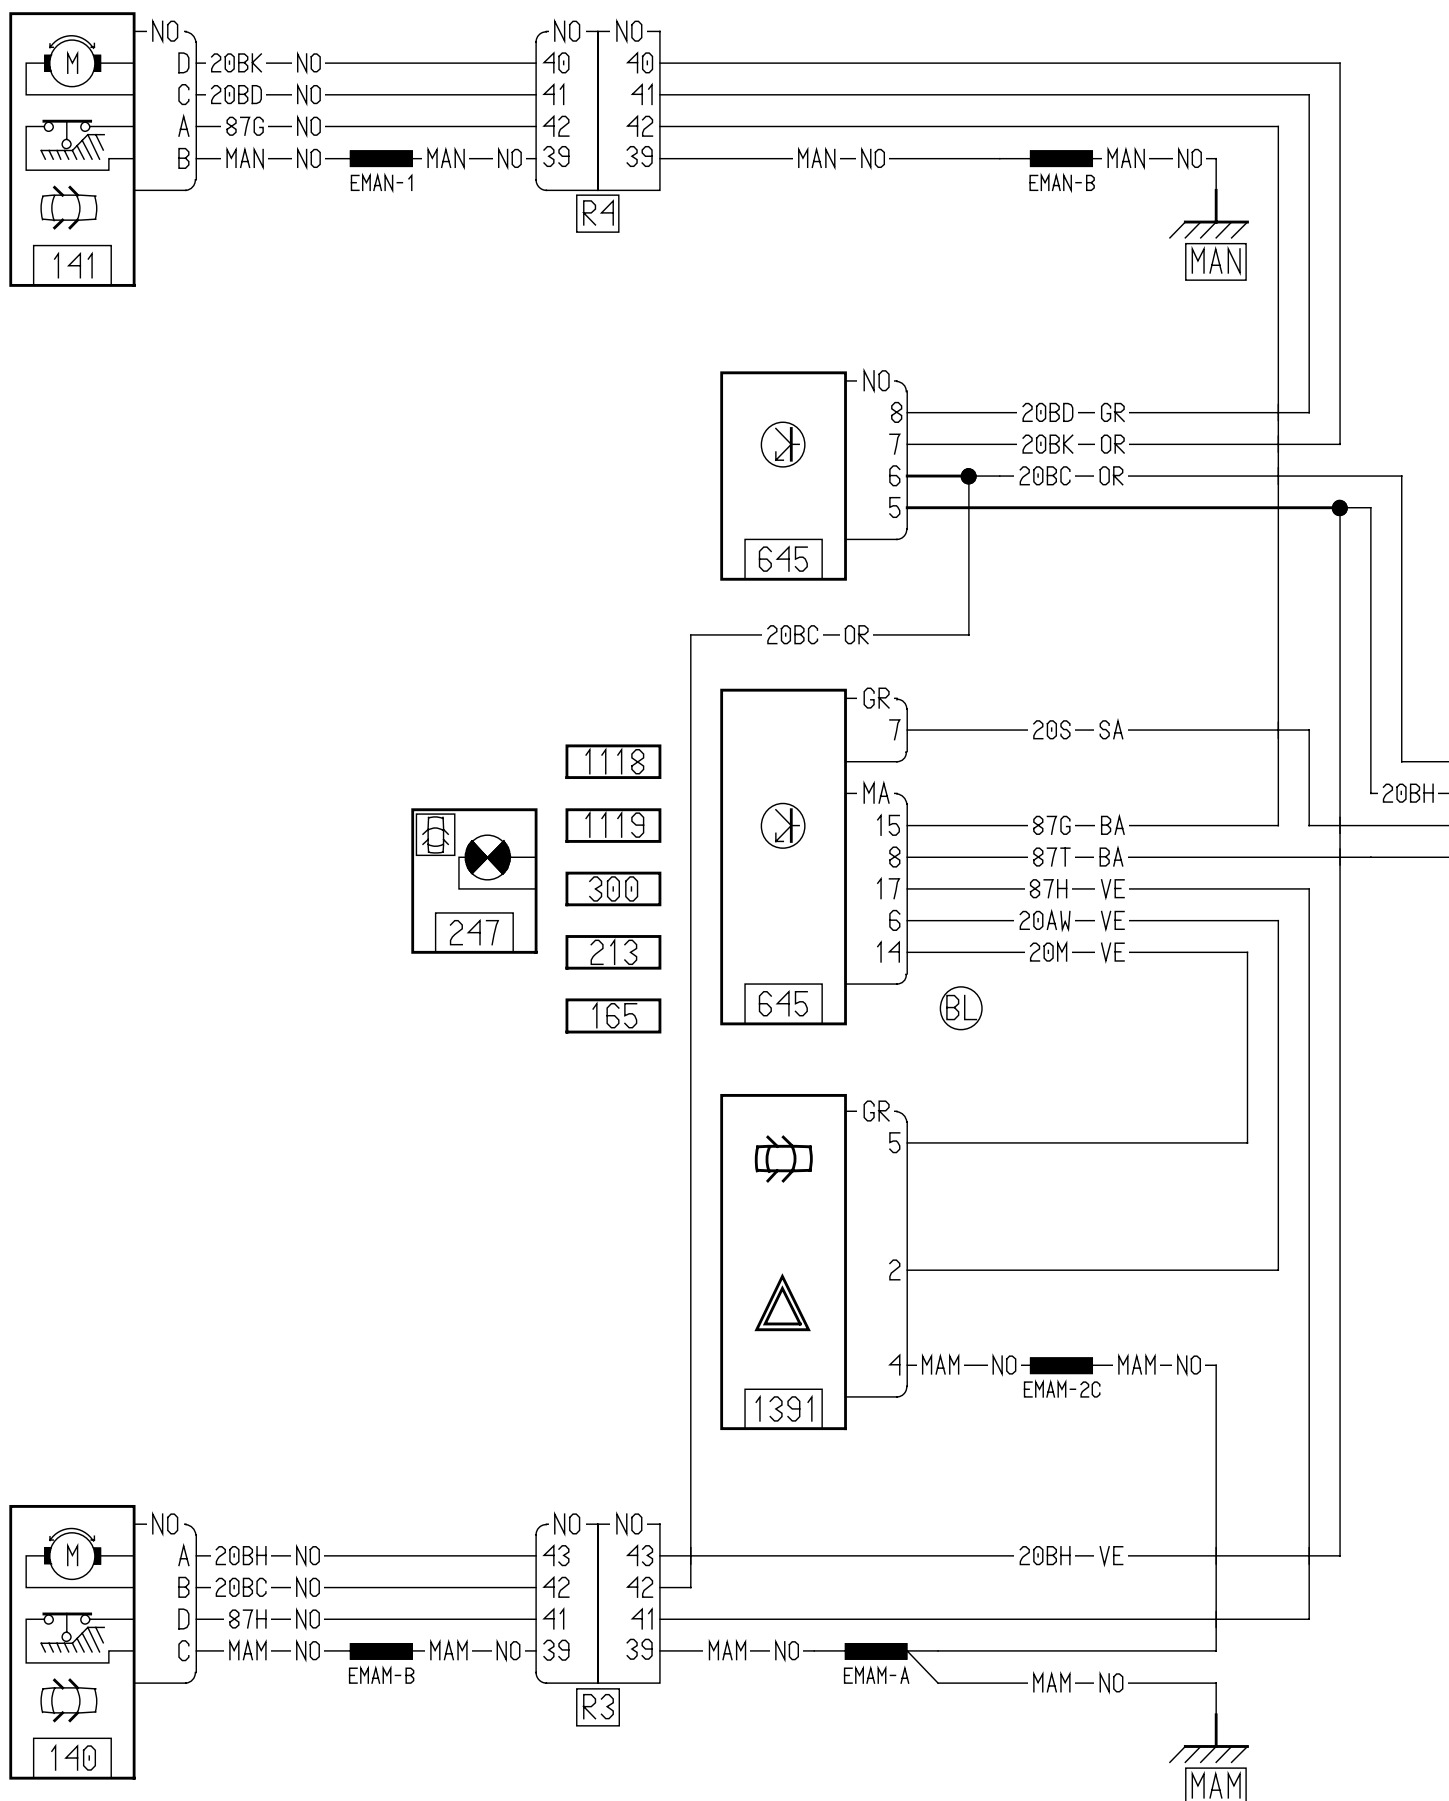 NO NO NO
M D 20BK NO 40 40
C 20BD NO 41 41
A 87G NO 42 42
B MAN NO MAN NO 39 39 MAN NO MAN NO
EMAN-1 EMAN-B
R4
141 MAN
NO
8 20BD GR
7 20BK OR
6 20BC OR
5
645
20BC OR
GR
7 20S SA
1118
MA 20BH
1119 15 87G BA
8 87T BA
300 17 87H VE
247 6 20AW VE
213 14 20M VE
645 BL
165
GR
5
2
4 MAM NO MAM NO
EMAM-2C
1391
NO NO NO
M A 20BH NO 43 43 20BH VE
B 20BC NO 42 42
D 87H NO 41 41
C MAM NO MAM NO 39 39 MAM NO
EMAM-B EMAM-A
MAM NO
R3
140
MAM